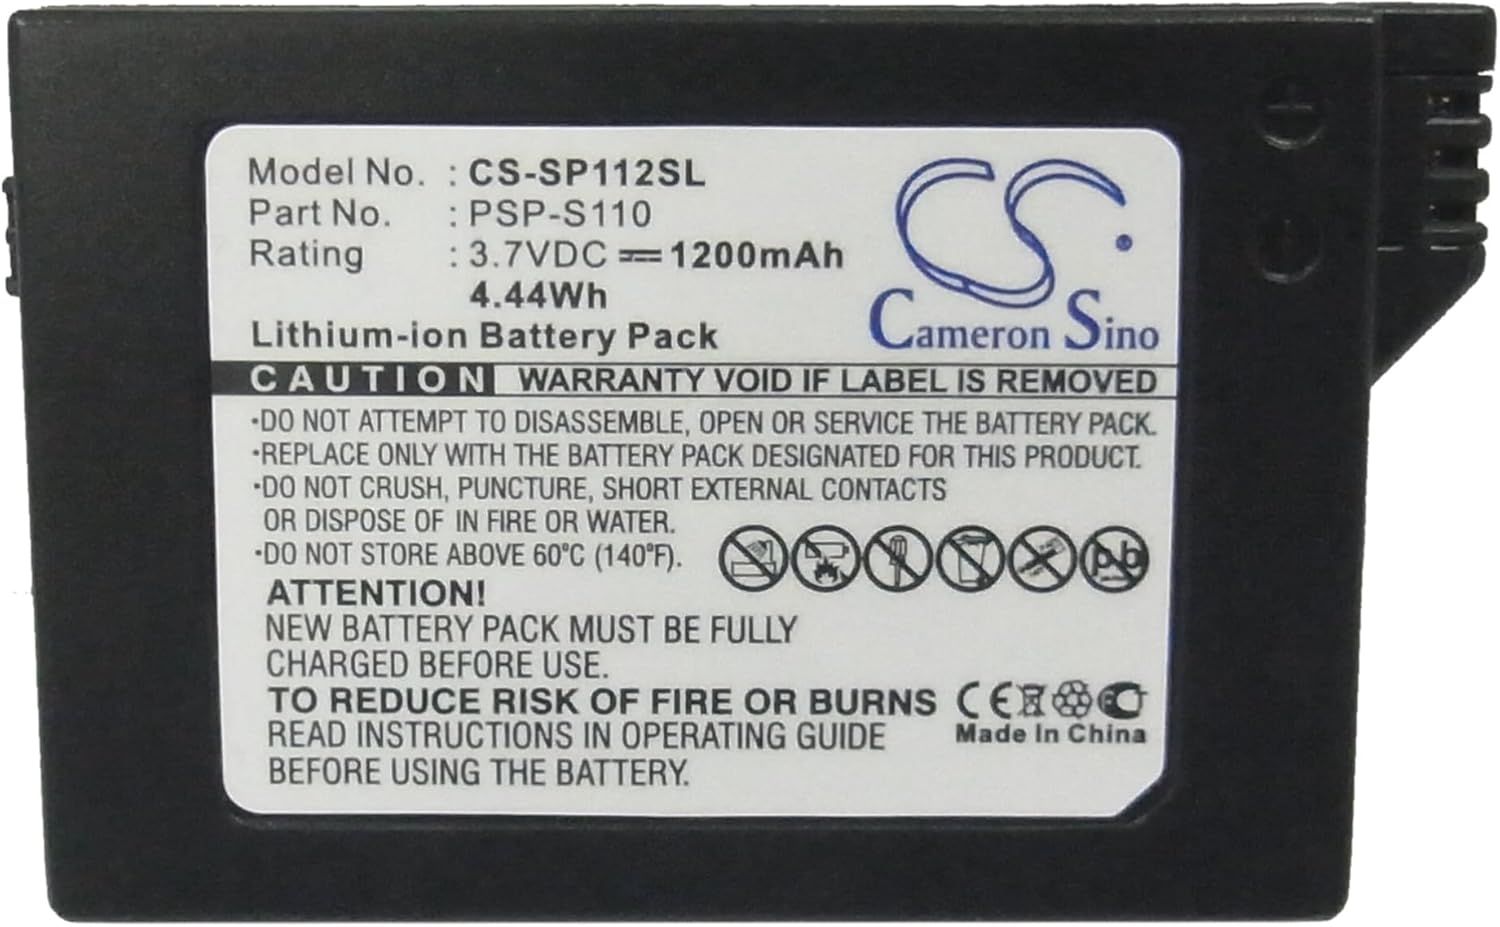 Model No. : CS-SP112SL
Part No. : PSP-S110
Rating : 3.7VDC ⎓ 1200mAh
4.44Wh
Lithium-ion Battery Pack
CS
Cameron Sino
CAUTION WARRANTY VOID IF LABEL IS REMOVED
•DO NOT ATTEMPT TO DISASSEMBLE, OPEN OR SERVICE THE BATTERY PACK.
•REPLACE ONLY WITH THE BATTERY PACK DESIGNATED FOR THIS PRODUCT.
•DO NOT CRUSH, PUNCTURE, SHORT EXTERNAL CONTACTS
OR DISPOSE OF IN FIRE OR WATER.
•DO NOT STORE ABOVE 60°C (140°F).
Pb
ATTENTION!
NEW BATTERY PACK MUST BE FULLY
CHARGED BEFORE USE.
TO REDUCE RISK OF FIRE OR BURNS
READ INSTRUCTIONS IN OPERATING GUIDE
BEFORE USING THE BATTERY.
CE
Made In China
+
-